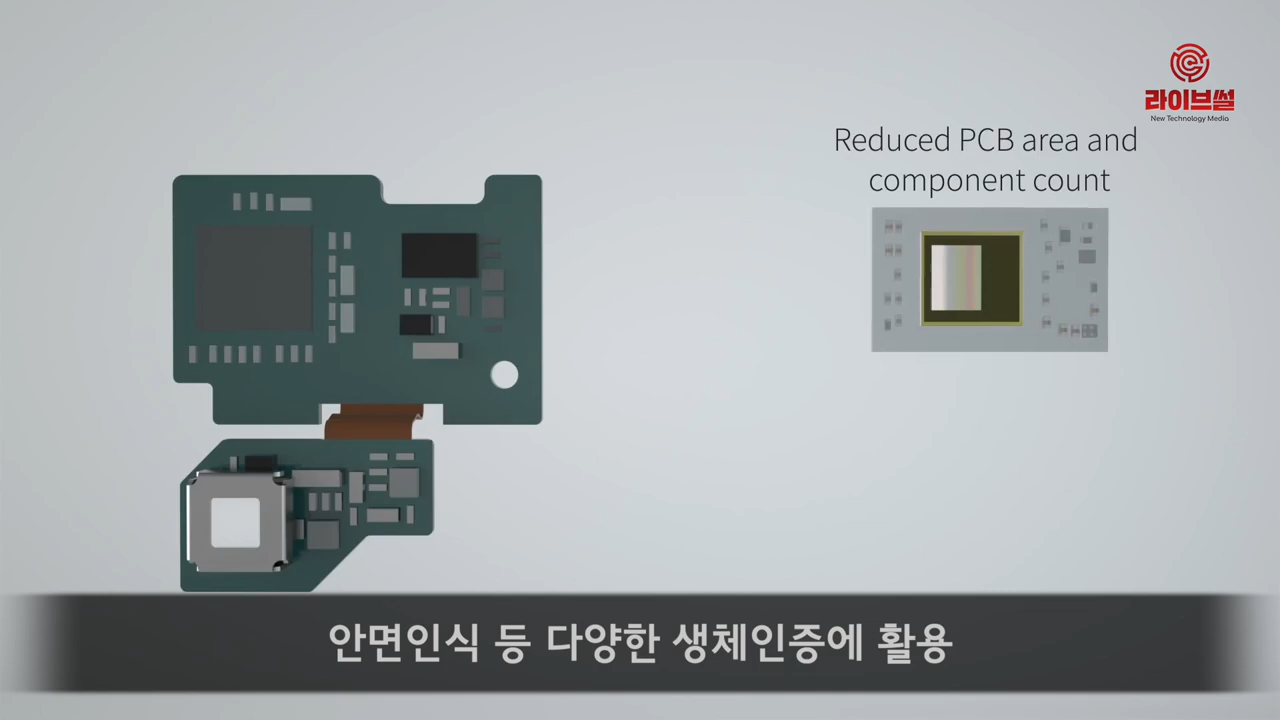 라이브썰
New Technology Media
Reduced PCB area and
component count
안면인식 등 다양한 생체인증에 활용